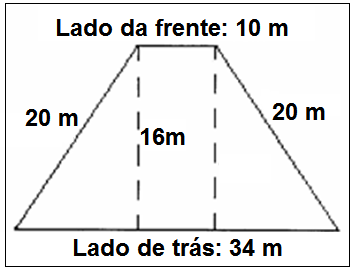 Lado da frente: 10 m
20 m
20 m
16m
Lado de trás: 34 m